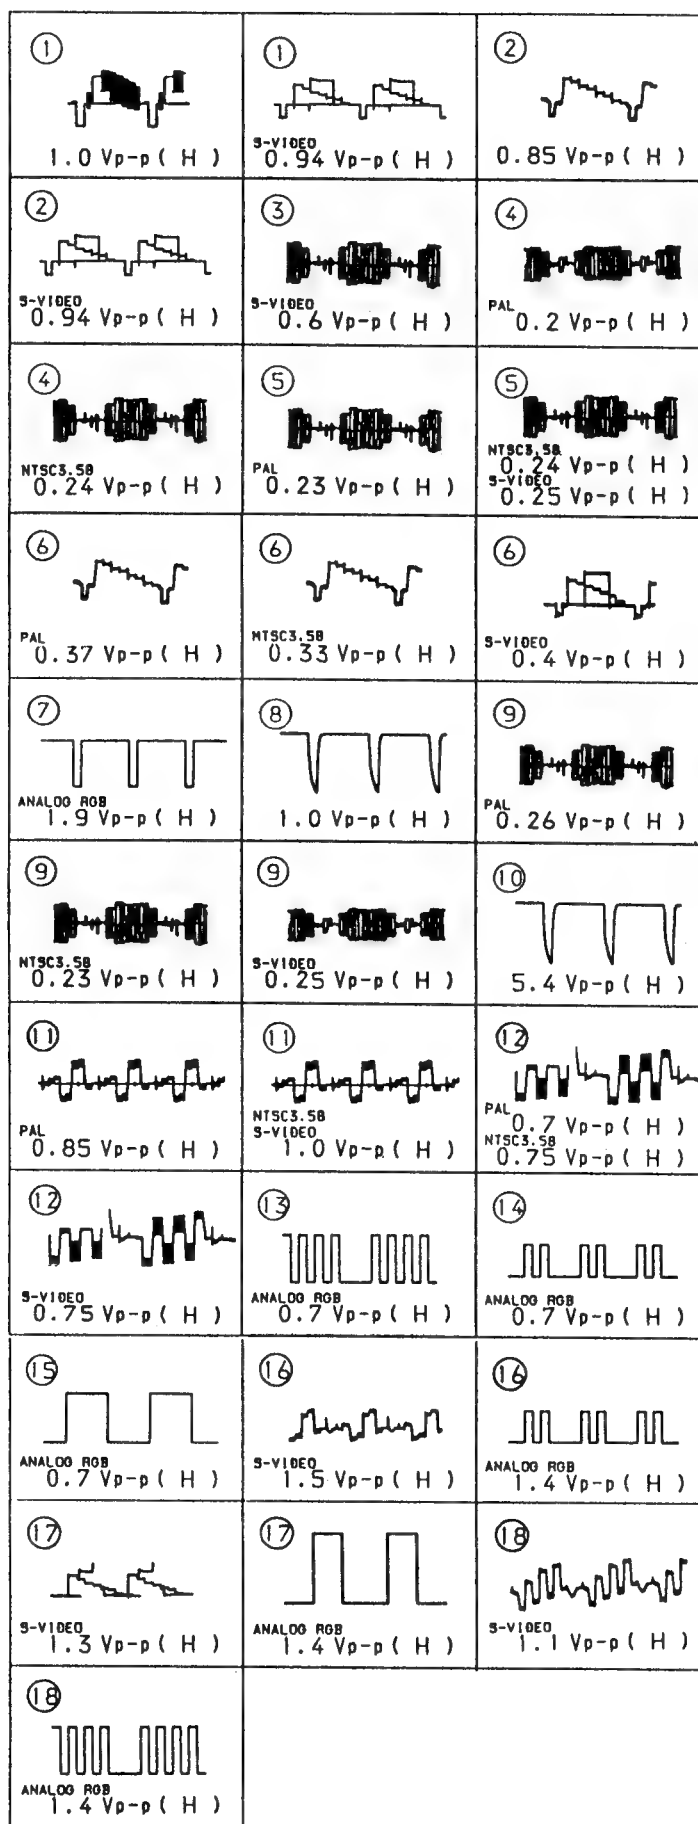 ①
1.0 Vp-p ( H )
①
S-VIDEO
0.94 Vp-p ( H )
②
0.85 Vp-p ( H )
②
S-VIDEO
0.94 Vp-p ( H )
③
S-VIDEO
0.6 Vp-p ( H )
④
PAL
0.2 Vp-p ( H )
④
NTSC3.58
0.24 Vp-p ( H )
⑤
PAL
0.23 Vp-p ( H )
⑤
NTSC3.58
0.24 Vp-p ( H )
S-VIDEO
0.25 Vp-p ( H )
⑥
PAL
0.37 Vp-p ( H )
⑥
NTSC3.58
0.33 Vp-p ( H )
⑥
S-VIDEO
0.4 Vp-p ( H )
⑦
ANALOG RGB
1.9 Vp-p ( H )
⑧
1.0 Vp-p ( H )
⑨
PAL
0.26 Vp-p ( H )
⑨
NTSC3.58
0.23 Vp-p ( H )
⑨
S-VIDEO
0.25 Vp-p ( H )
⑩
5.4 Vp-p ( H )
⑪
PAL
0.85 Vp-p ( H )
⑪
NTSC3.58
S-VIDEO
1.0 Vp-p ( H )
⑫
PAL
0.7 Vp-p ( H )
NTSC3.58
0.75 Vp-p ( H )
⑫
S-VIDEO
0.75 Vp-p ( H )
⑬
ANALOG RGB
0.7 Vp-p ( H )
⑭
ANALOG RGB
0.7 Vp-p ( H )
⑮
ANALOG RGB
0.7 Vp-p ( H )
⑯
S-VIDEO
1.5 Vp-p ( H )
⑯
ANALOG RGB
1.4 Vp-p ( H )
⑰
S-VIDEO
1.3 Vp-p ( H )
⑰
ANALOG RGB
1.4 Vp-p ( H )
⑱
S-VIDEO
1.1 Vp-p ( H )
⑱
ANALOG RGB
1.4 Vp-p ( H )